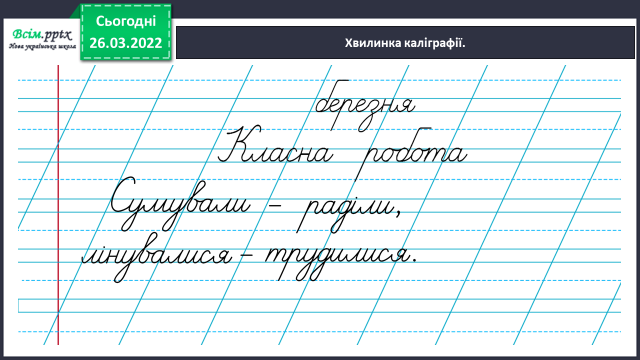 Всім.pptx
Нова українська школа
Сьогодні
26.03.2022
Хвилинка каліграфії.
березня
Класна робота
Сумували – раділи,
лінувалися – трудилися.